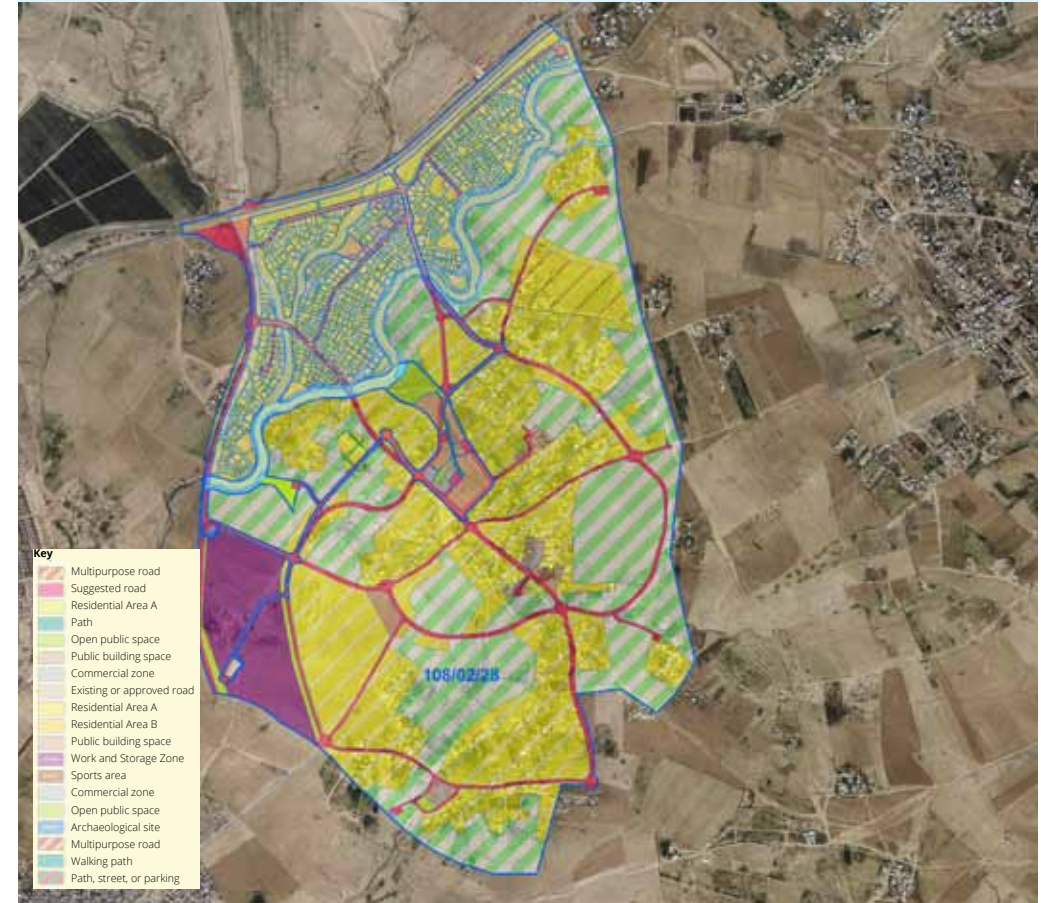 Key
Multipurpose road
Suggested road
Residential Area A
Path
Open public space
Public building space
Commercial zone
Existing or approved road
Residential Area A
Residential Area B
Public building space
Work and Storage Zone
Sports area
Commercial zone
Open public space
Archaeological site
Multipurpose road
Walking path
Path, street, or parking
108/02/28